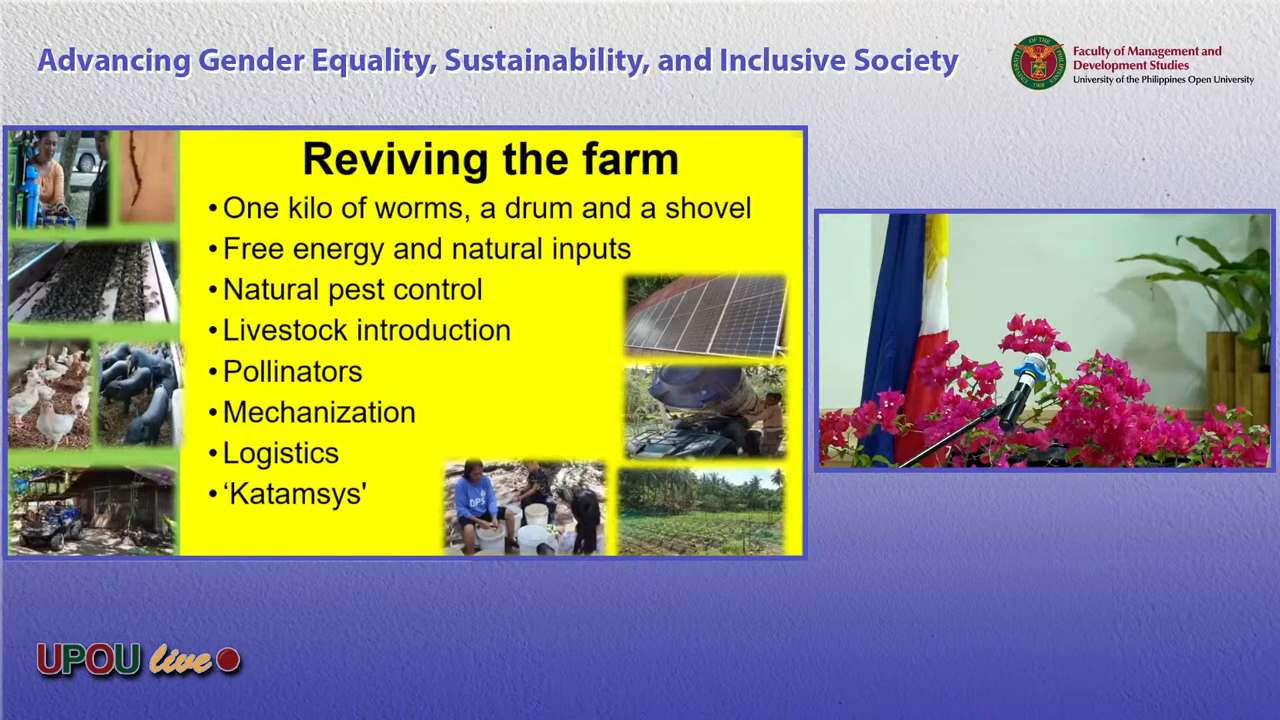 Advancing Gender Equality, Sustainability, and Inclusive Society
Faculty of Management and
Development Studies
University of the Philippines Open University
Reviving the farm
• One kilo of worms, a drum and a shovel
• Free energy and natural inputs
• Natural pest control
• Livestock introduction
• Pollinators
• Mechanization
• Logistics
• ‘Katamsys'
DPS
UPOU live